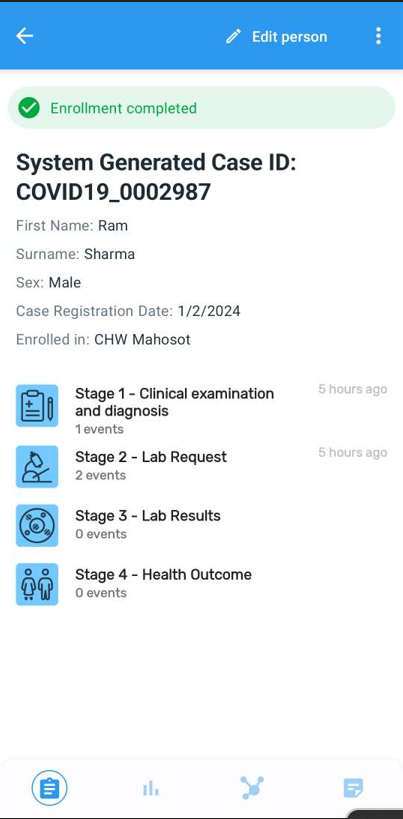 Edit person
Enrollment completed
System Generated Case ID:
COVID19_0002987
First Name: Ram
Surname: Sharma
Sex: Male
Case Registration Date: 1/2/2024
Enrolled in: CHW Mahosot
Stage 1 - Clinical examination
and diagnosis
5 hours ago
1 events
Stage 2 - Lab Request
5 hours ago
2 events
Stage 3 - Lab Results
0 events
Stage 4 - Health Outcome
0 events